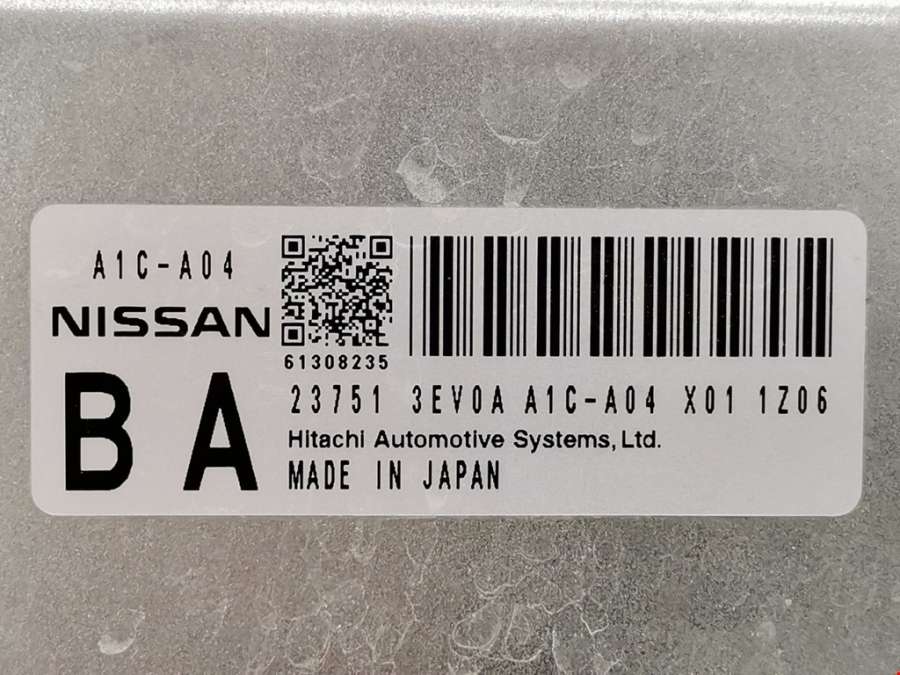 A1C-A04
NISSAN
B A
61308235
23751 3EV0A A1C-A04 X01 1Z06
Hitachi Automotive Systems, Ltd.
MADE IN JAPAN